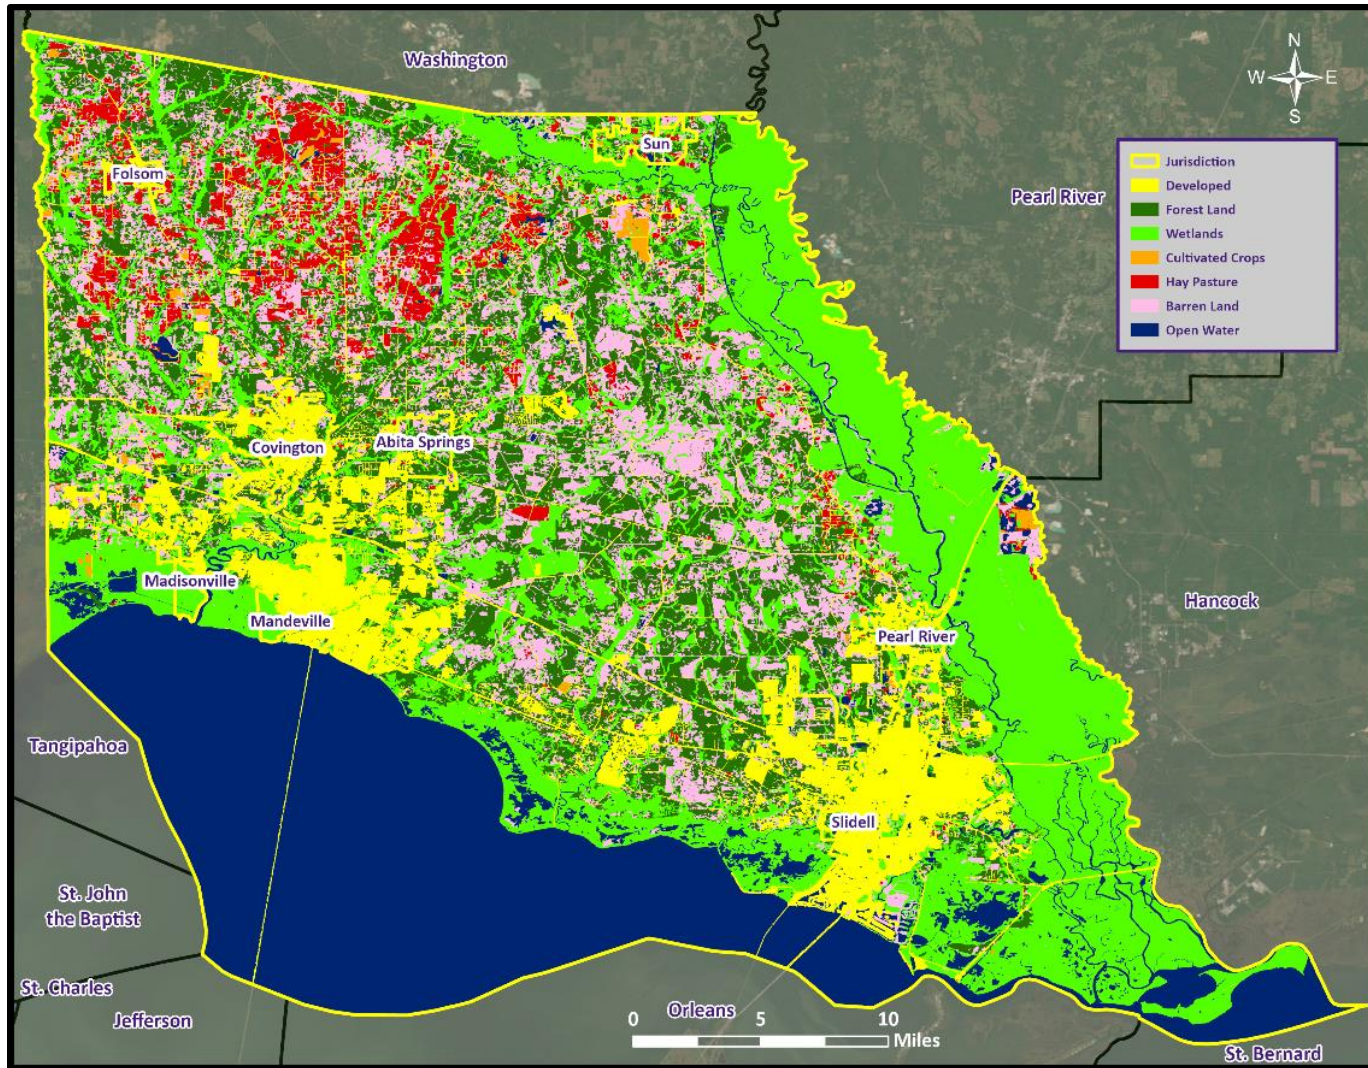 Washington
N
W
E
S
Sun
Folsom
Pearl River
Jurisdiction
Developed
Forest Land
Wetlands
Cultivated Crops
Hay Pasture
Barren Land
Open Water
Covington
Abita Springs
Madisonville
Mandeville
Pearl River
Hancock
Tangipahoa
Slidell
St. John
the Baptist
St. Charles
Jefferson
Orleans
0 5 10
Miles
St. Bernard